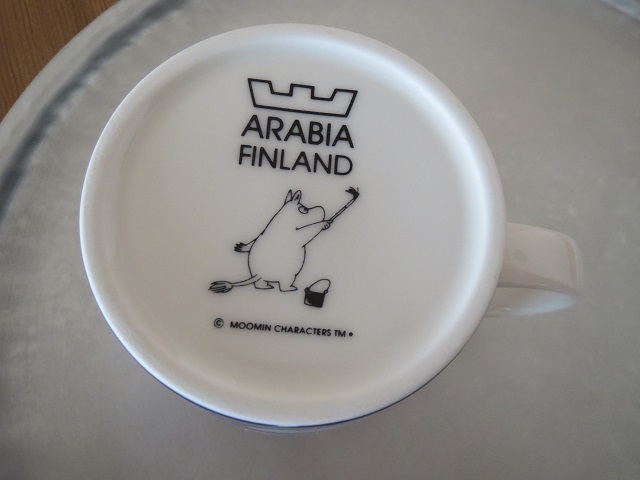 ARABIA
FINLAND
© MOOMIN CHARACTERS TM •